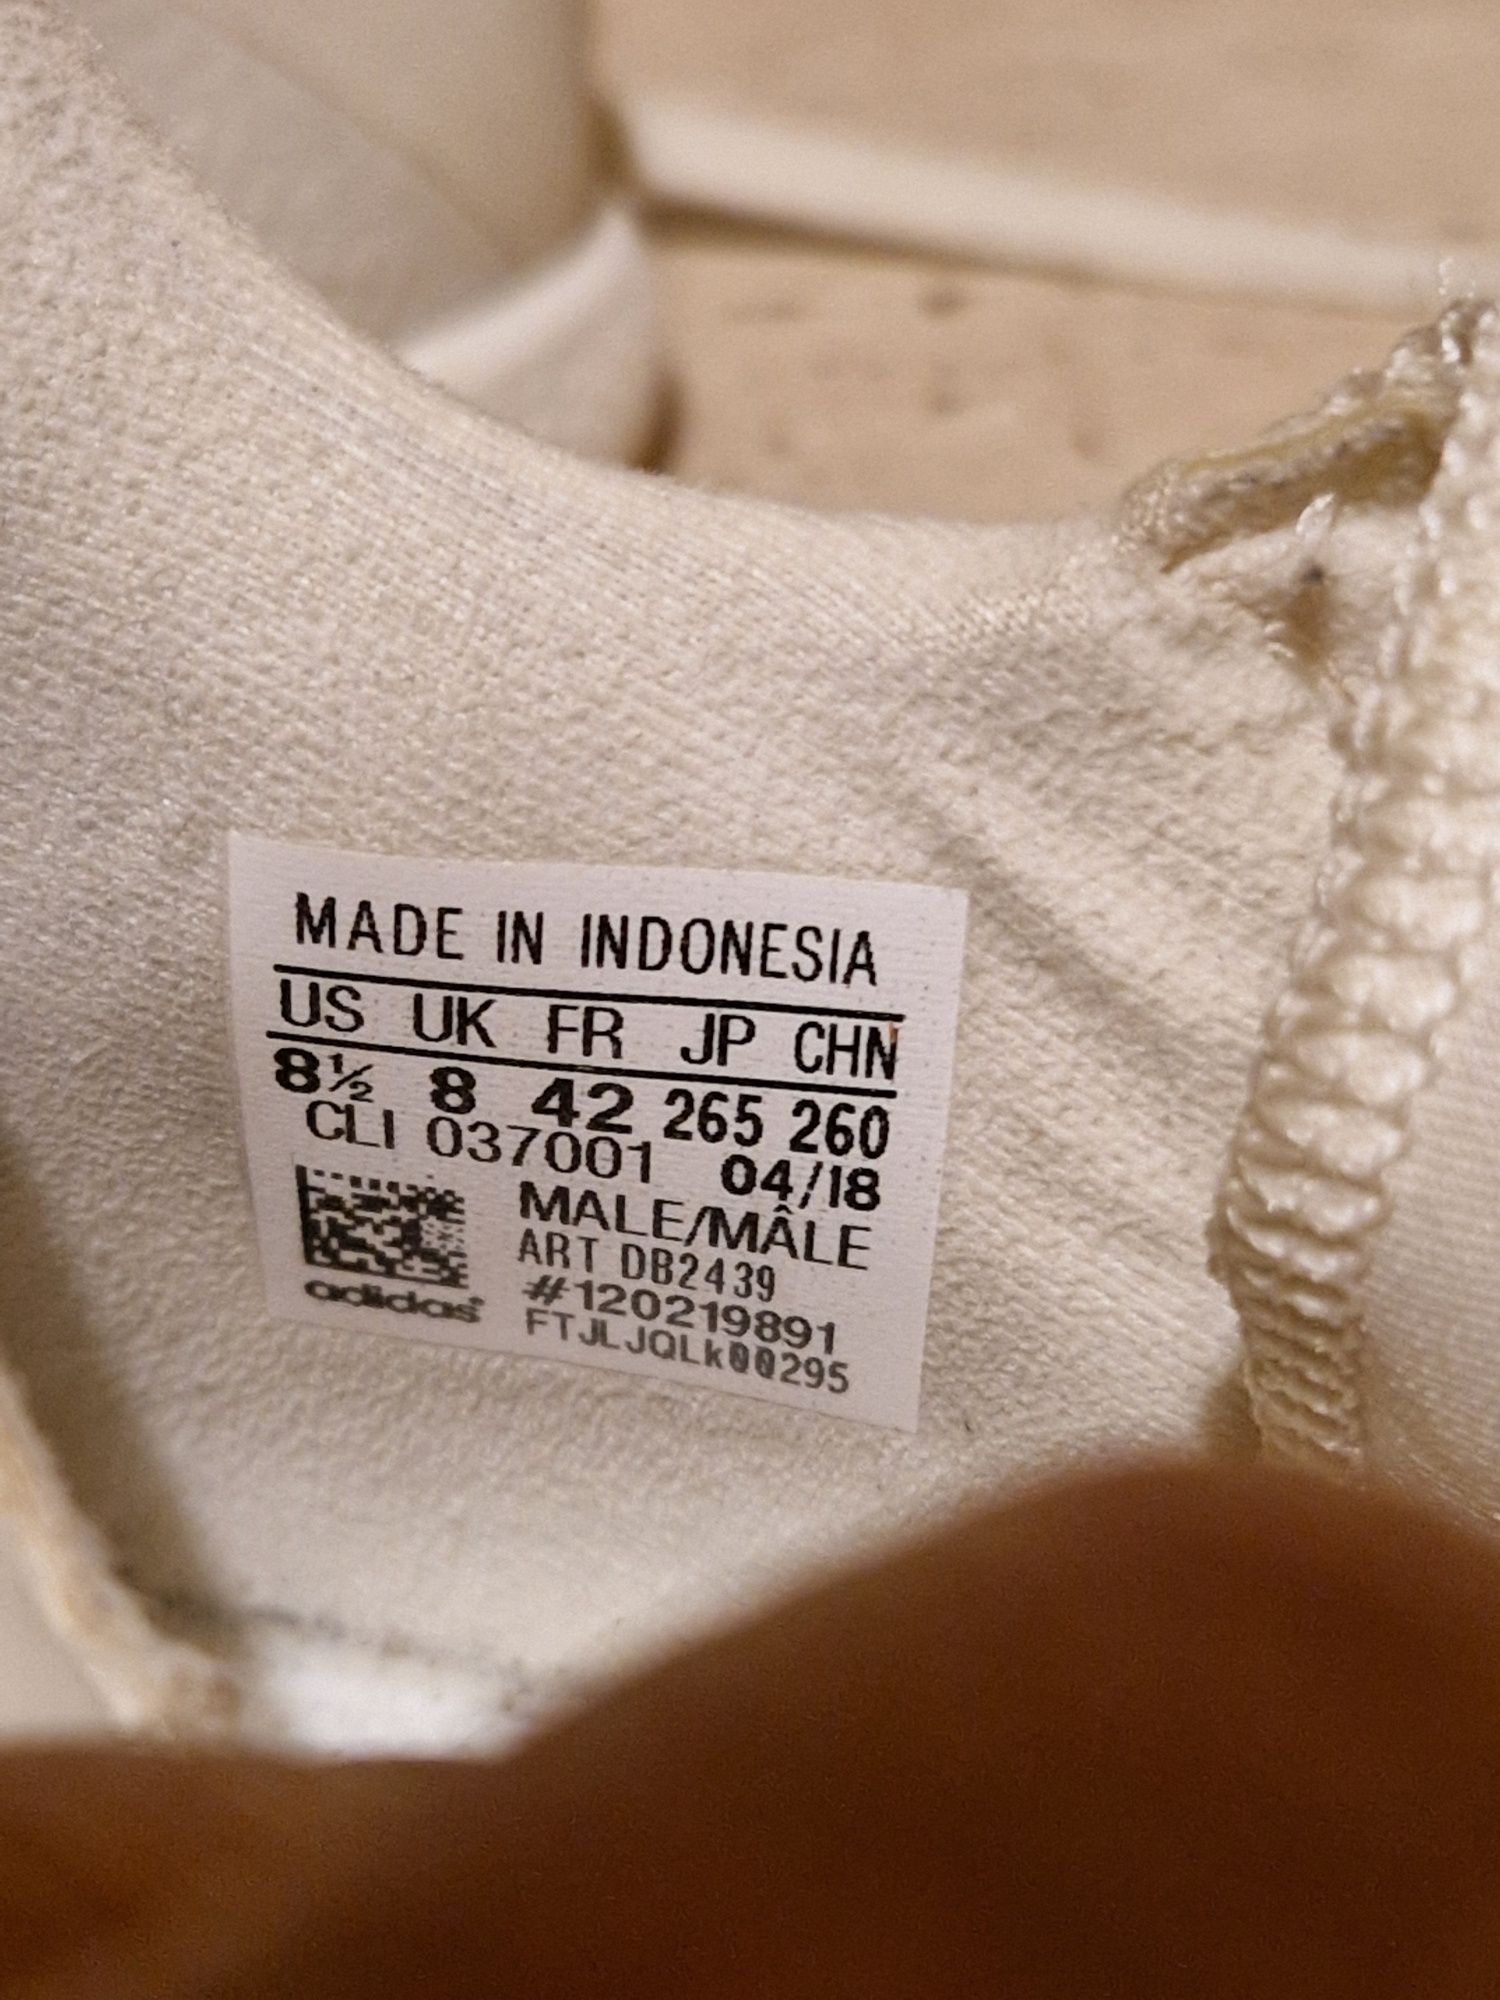 MADE IN INDONESIA
US UK FR JP CHN
8½ 8 42 265 260
CLI 037001 04/18
MALE/MÂLE
ART DB2439
#120219891
FTJLJQLk00295
adidas